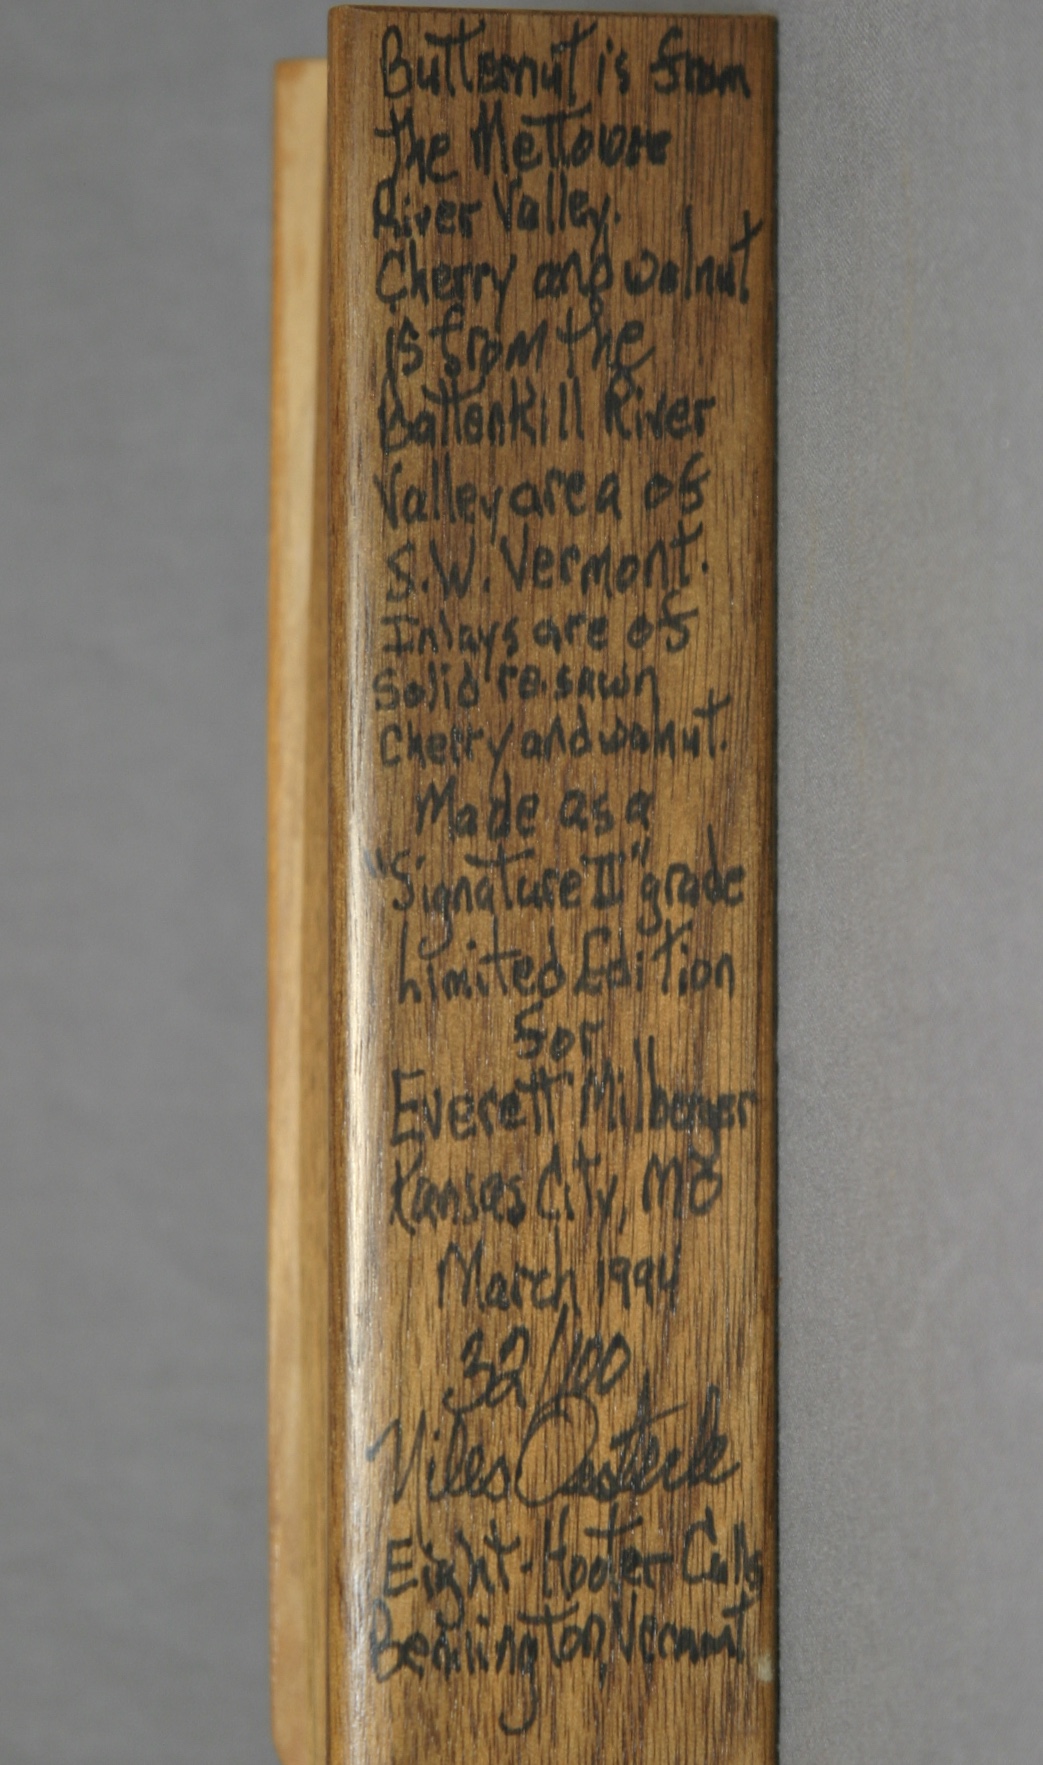 Butternut is from
the Mettowee
River Valley.
Cherry and walnut
is from the
Battenkill River
Valley area of
S.W. Vermont.
Inlays are of
Solid re.sawn
Cherry and walnut.
Made as a
"Signature III" grade
Limited Edition
for
Everett Milberger
Kansas City, MO
March 1994
32/100
Eight-Hooter Calls
Bennington, Vermont